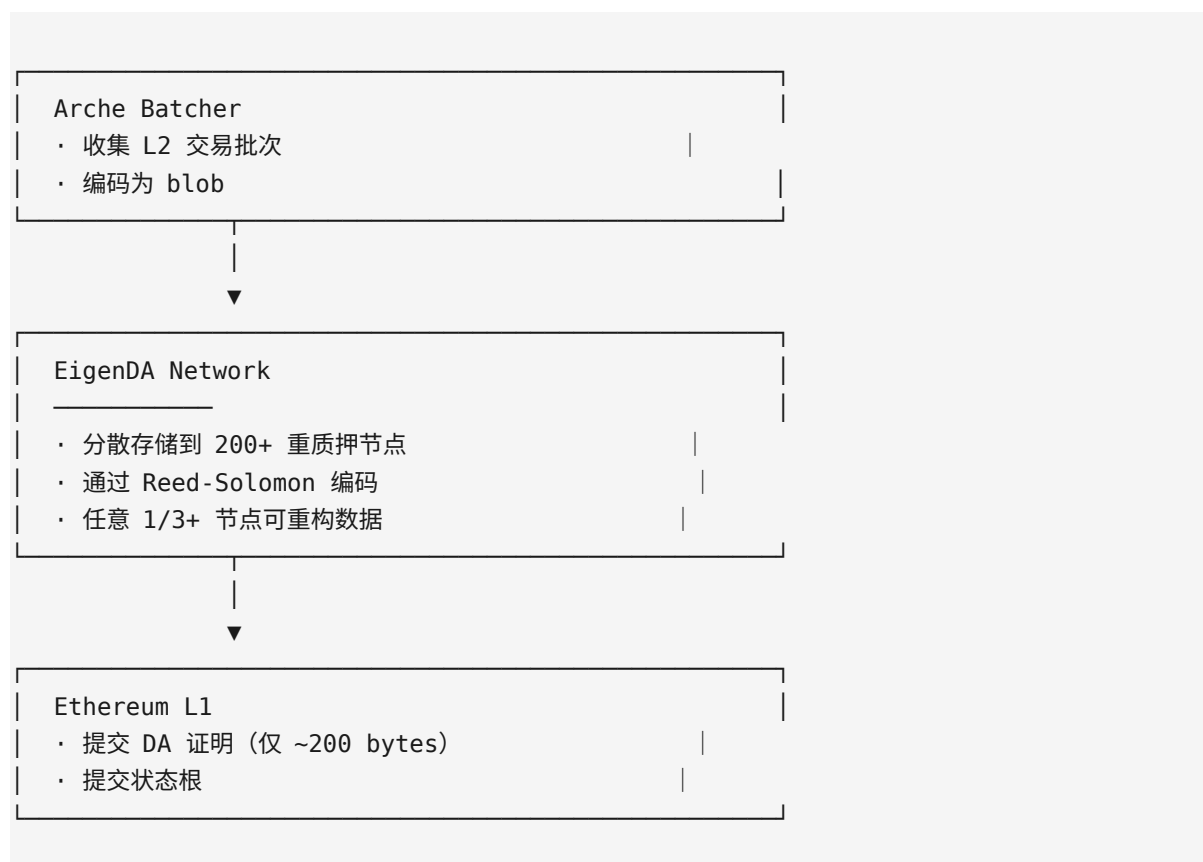 Arche Batcher
· 收集 L2 交易批次
· 编码为 blob
EigenDA Network
· 分散存储到 200+ 重质押节点
· 通过 Reed-Solomon 编码
· 任意 1/3+ 节点可重构数据
Ethereum L1
· 提交 DA 证明（仅 ~200 bytes）
· 提交状态根